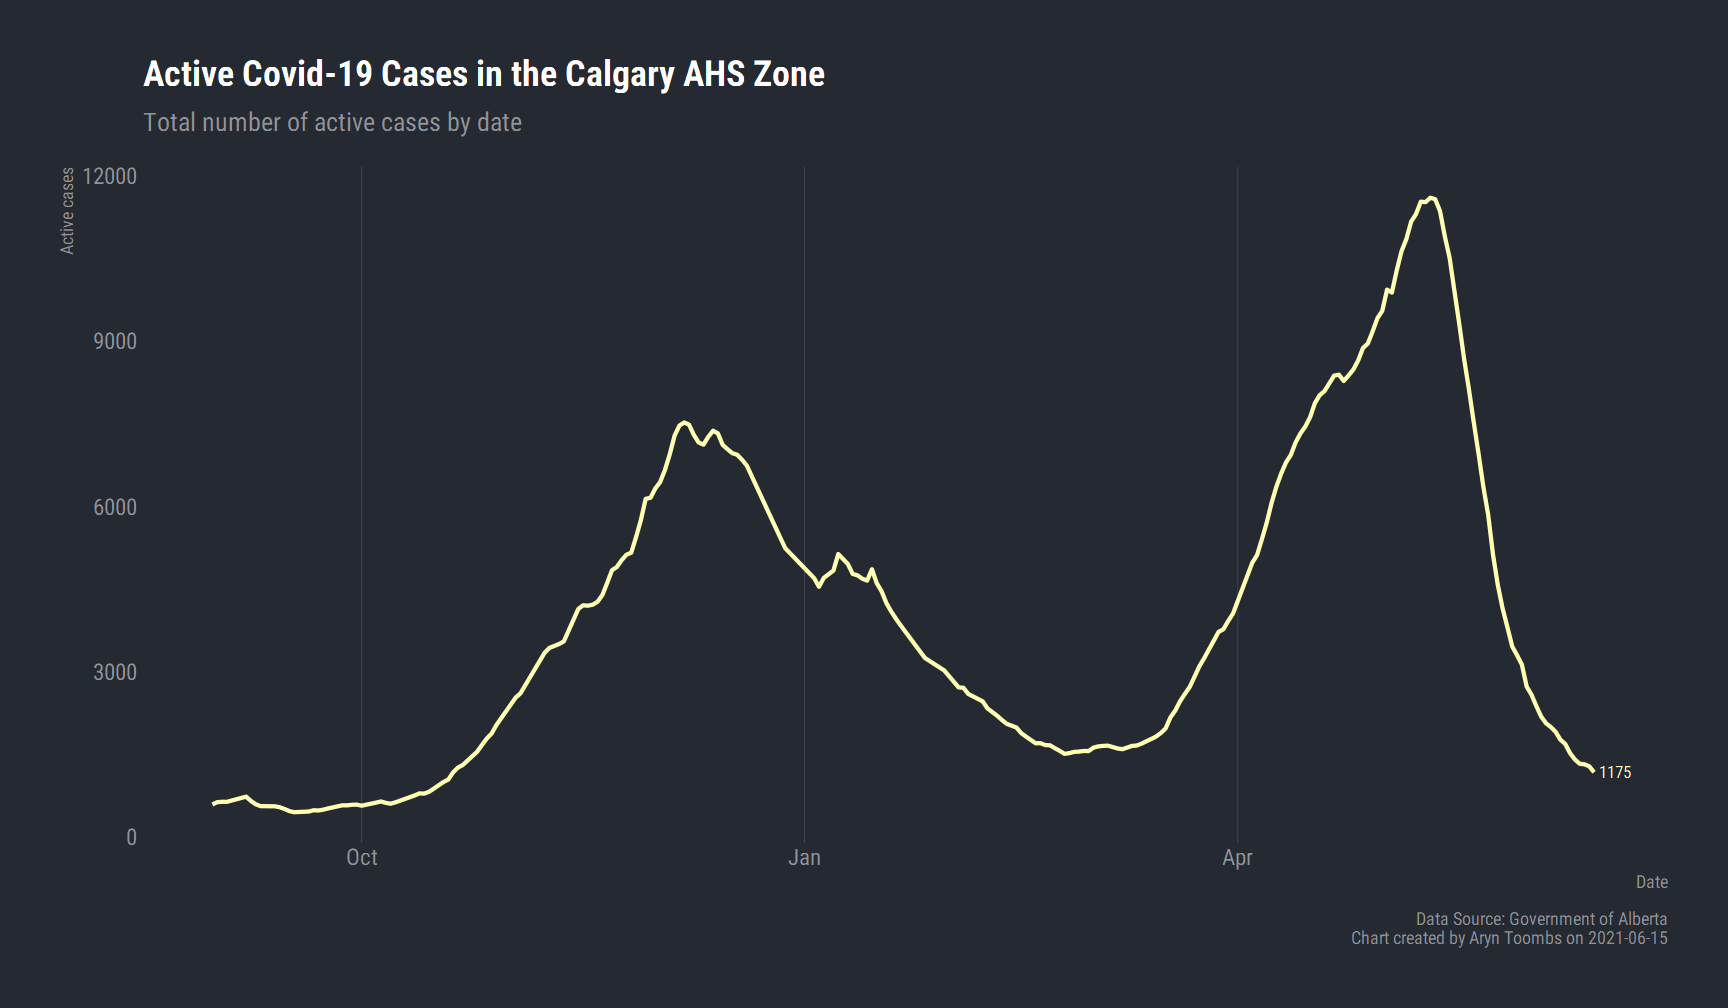 Active Covid-19 Cases in the Calgary AHS Zone
Total number of active cases by date
Active cases
12000
9000
6000
3000
0
1175
Oct
Jan
Apr
Date
Data Source: Government of Alberta
Chart created by Aryn Toombs on 2021-06-15